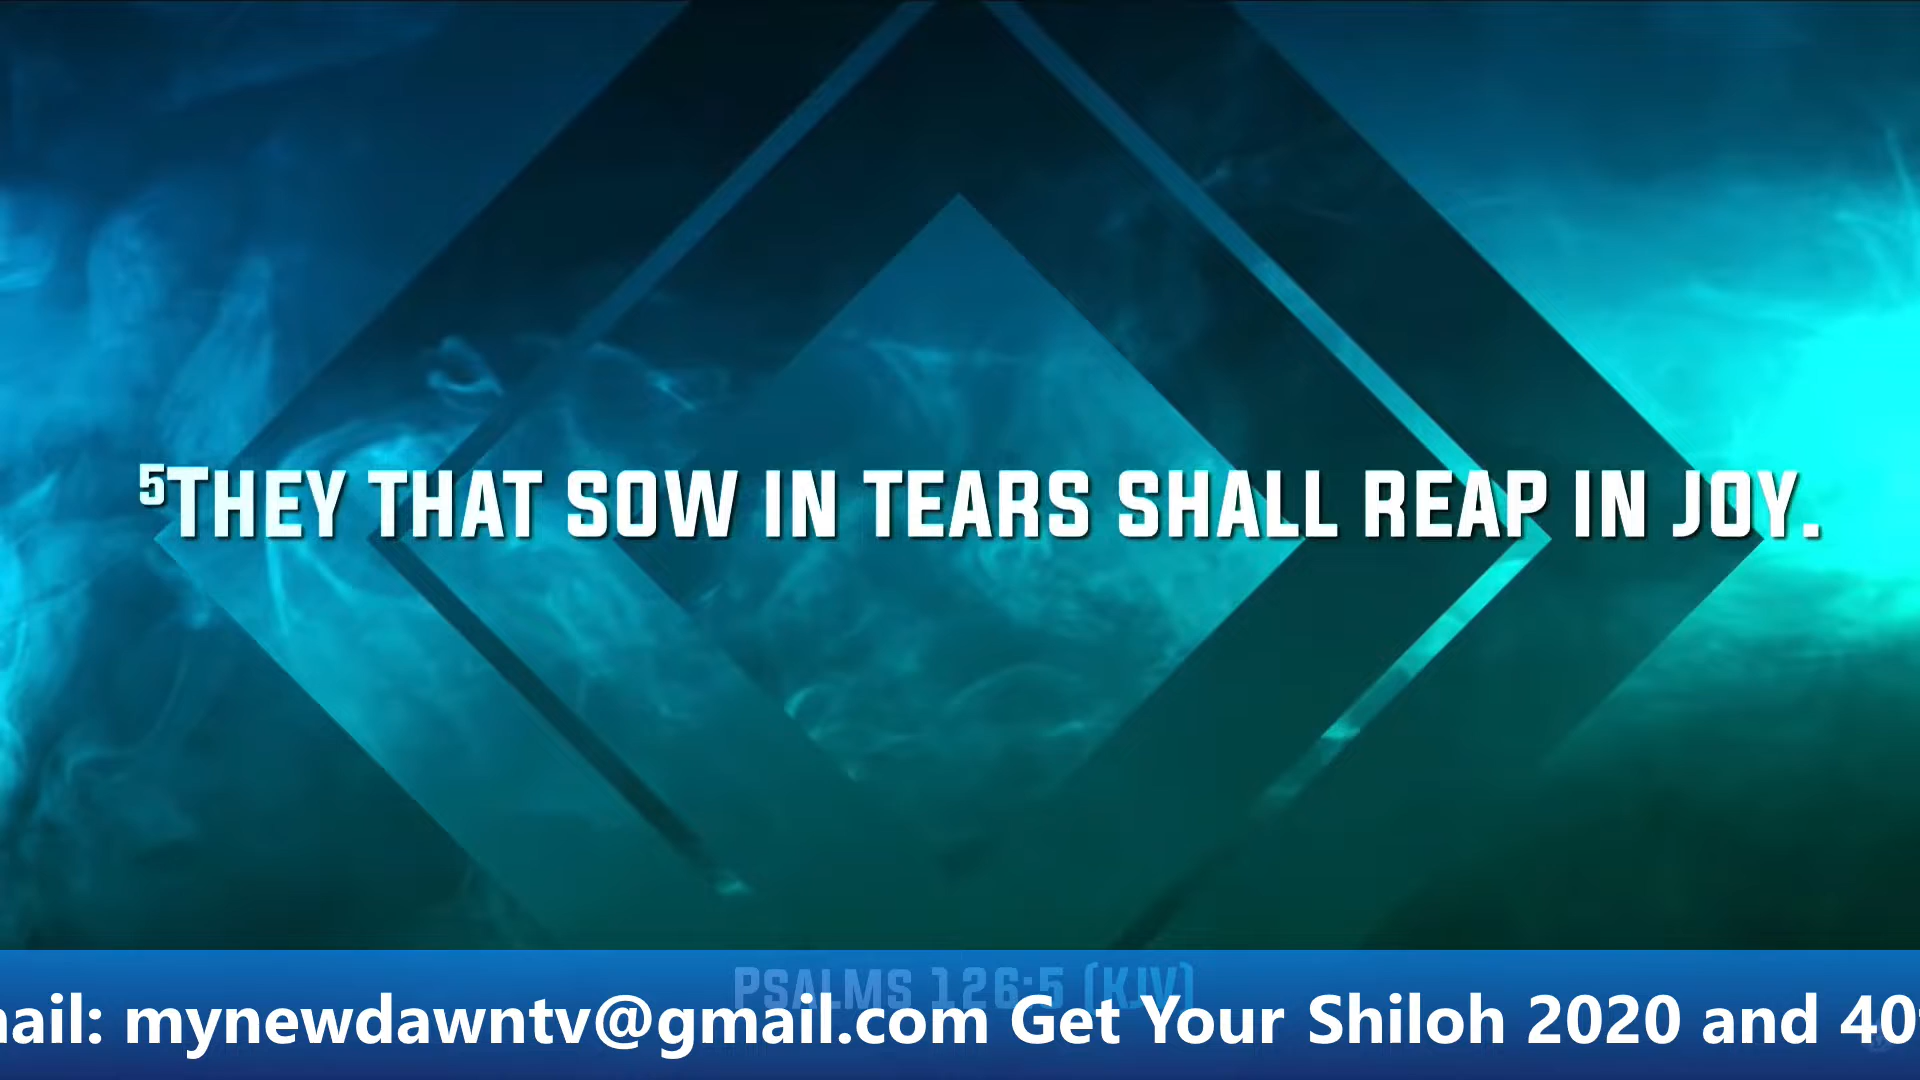 ⁵THEY THAT SOW IN TEARS SHALL REAP IN JOY.
PSALMS 126:5 (KJV)
ail: mynewdawntv@gmail.com Get Your Shiloh 2020 and 40